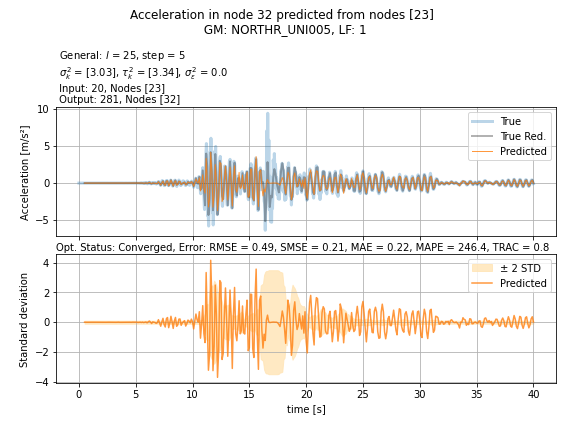 Acceleration in node 32 predicted from nodes [23]
GM: NORTHR_UNI005, LF: 1
General: l = 25, step = 5
σ²ₖ = [3.03], τ²ₖ = [3.34], σ²ε = 0.0
Input: 20, Nodes [23]
Output: 281, Nodes [32]
Acceleration [m/s²]
10
5
0
−5
True
True Red.
Predicted
Opt. Status: Converged, Error: RMSE = 0.49, SMSE = 0.21, MAE = 0.22, MAPE = 246.4, TRAC = 0.8
Standard deviation
4
2
0
−2
−4
± 2 STD
Predicted
0 5 10 15 20 25 30 35 40
time [s]